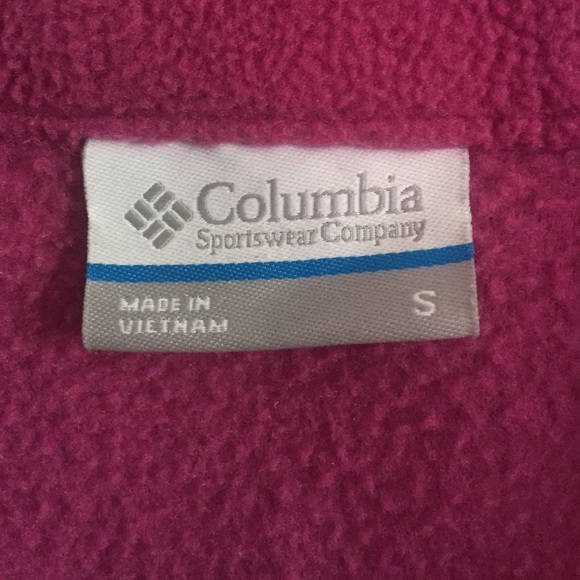 Columbia
Sportswear Company
MADE IN
VIETNAM
S